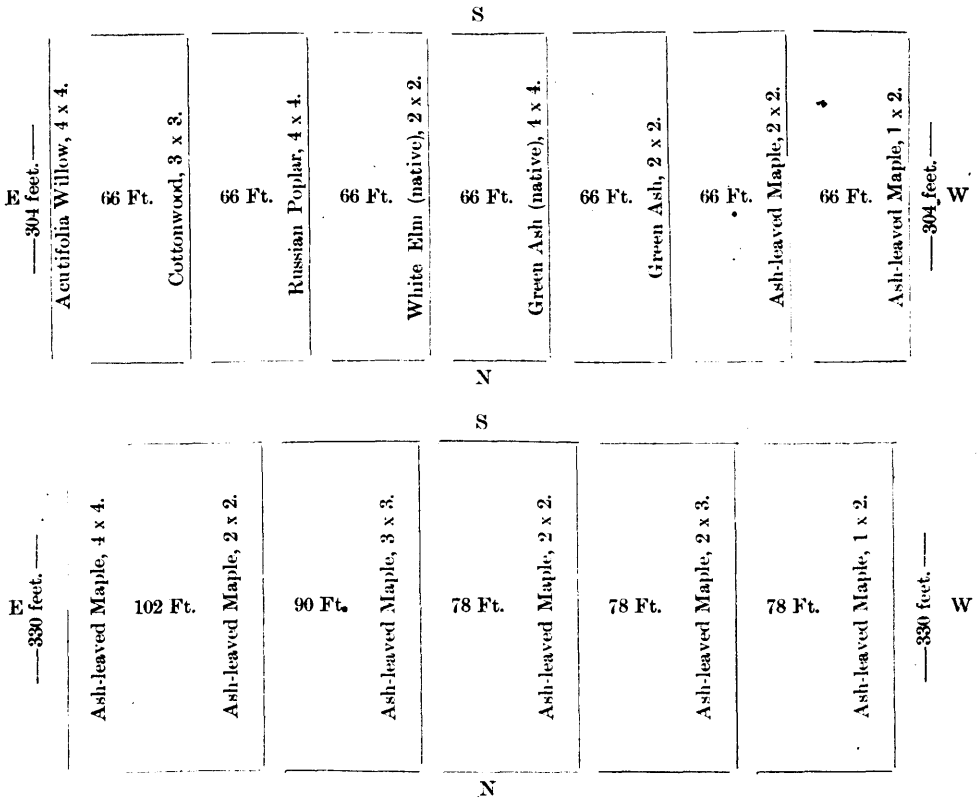 S
E
——304 feet.——
Acutifolia Willow, 4 x 4.
66 Ft.
Cottonwood, 3 x 3.
66 Ft.
Russian Poplar, 4 x 4.
66 Ft.
White Elm (native), 2 x 2.
66 Ft.
Green Ash (native), 4 x 4.
66 Ft.
Green Ash, 2 x 2.
66 Ft.
Ash-leaved Maple, 2 x 2.
66 Ft.
Ash-leaved Maple, 1 x 2.
——304 feet.——
W
N
S
E
——330 feet.——
Ash-leaved Maple, 4 x 4.
102 Ft.
Ash-leaved Maple, 2 x 2.
90 Ft.
Ash-leaved Maple, 3 x 3.
78 Ft.
Ash-leaved Maple, 2 x 2.
78 Ft.
Ash-leaved Maple, 2 x 3.
78 Ft.
Ash-leaved Maple, 1 x 2.
——330 feet.——
W
N